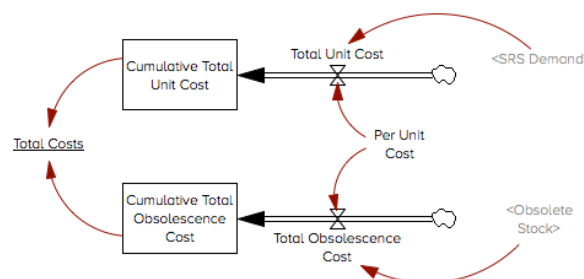 Total Unit Cost
Cumulative Total
Unit Cost
<SRS Demand
Total Costs
Per Unit
Cost
Cumulative Total
Obsolescence
Cost
<Obsolete
Stock>
Total Obsolescence
Cost